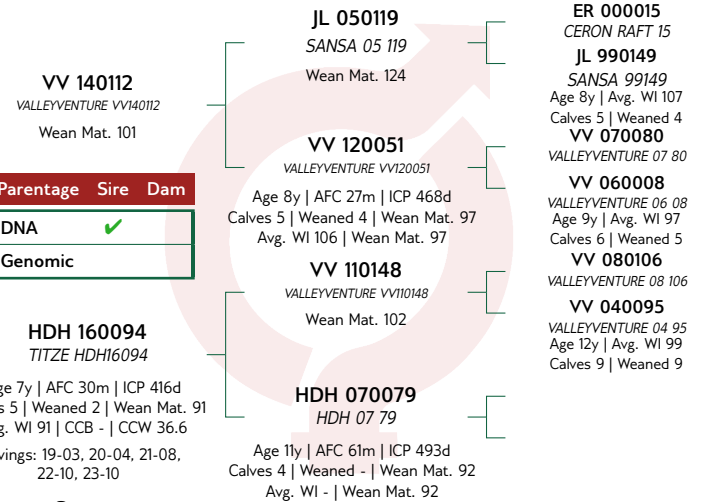 VV 140112
VALLEYVENTURE VV140112
Wean Mat. 101
Parentage Sire Dam
DNA ✔
Genomic
HDH 160094
TITZE HDH16094
7y | AFC 30m | ICP 416d
5 | Weaned 2 | Wean Mat. 91
WI 91 | CCB - | CCW 36.6
19-03, 20-04, 21-08,
22-10, 23-10
JL 050119
SANSA 05 119
Wean Mat. 124
VV 120051
VALLEYVENTURE VV120051
Age 8y | AFC 27m | ICP 468d
Calves 5 | Weaned 4 | Wean Mat. 97
Avg. WI 106 | Wean Mat. 97
VV 110148
VALLEYVENTURE VV110148
Wean Mat. 102
HDH 070079
HDH 07 79
Age 11y | AFC 61m | ICP 493d
Calves 4 | Weaned - | Wean Mat. 92
Avg. WI - | Wean Mat. 92
ER 000015
CERON RAFT 15
JL 990149
SANSA 99149
Age 8y | Avg. WI 107
Calves 5 | Weaned 4
VV 070080
VALLEYVENTURE 07 80
VV 060008
VALLEYVENTURE 06 08
Age 9y | Avg. WI 97
Calves 6 | Weaned 5
VV 080106
VALLEYVENTURE 08 106
VV 040095
VALLEYVENTURE 04 95
Age 12y | Avg. WI 99
Calves 9 | Weaned 9